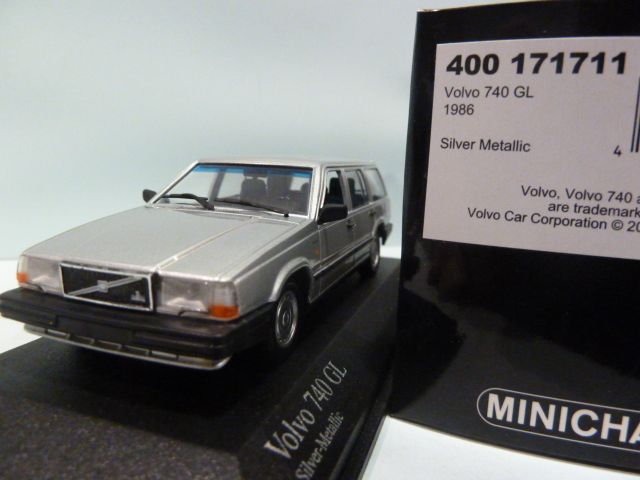 400 171711
Volvo 740 GL
1986
Silver Metallic
4
Volvo, Volvo 740 a
are trademark
Volvo Car Corporation © 20
MINICHA
Volvo 740 GL
Silver-Metallic